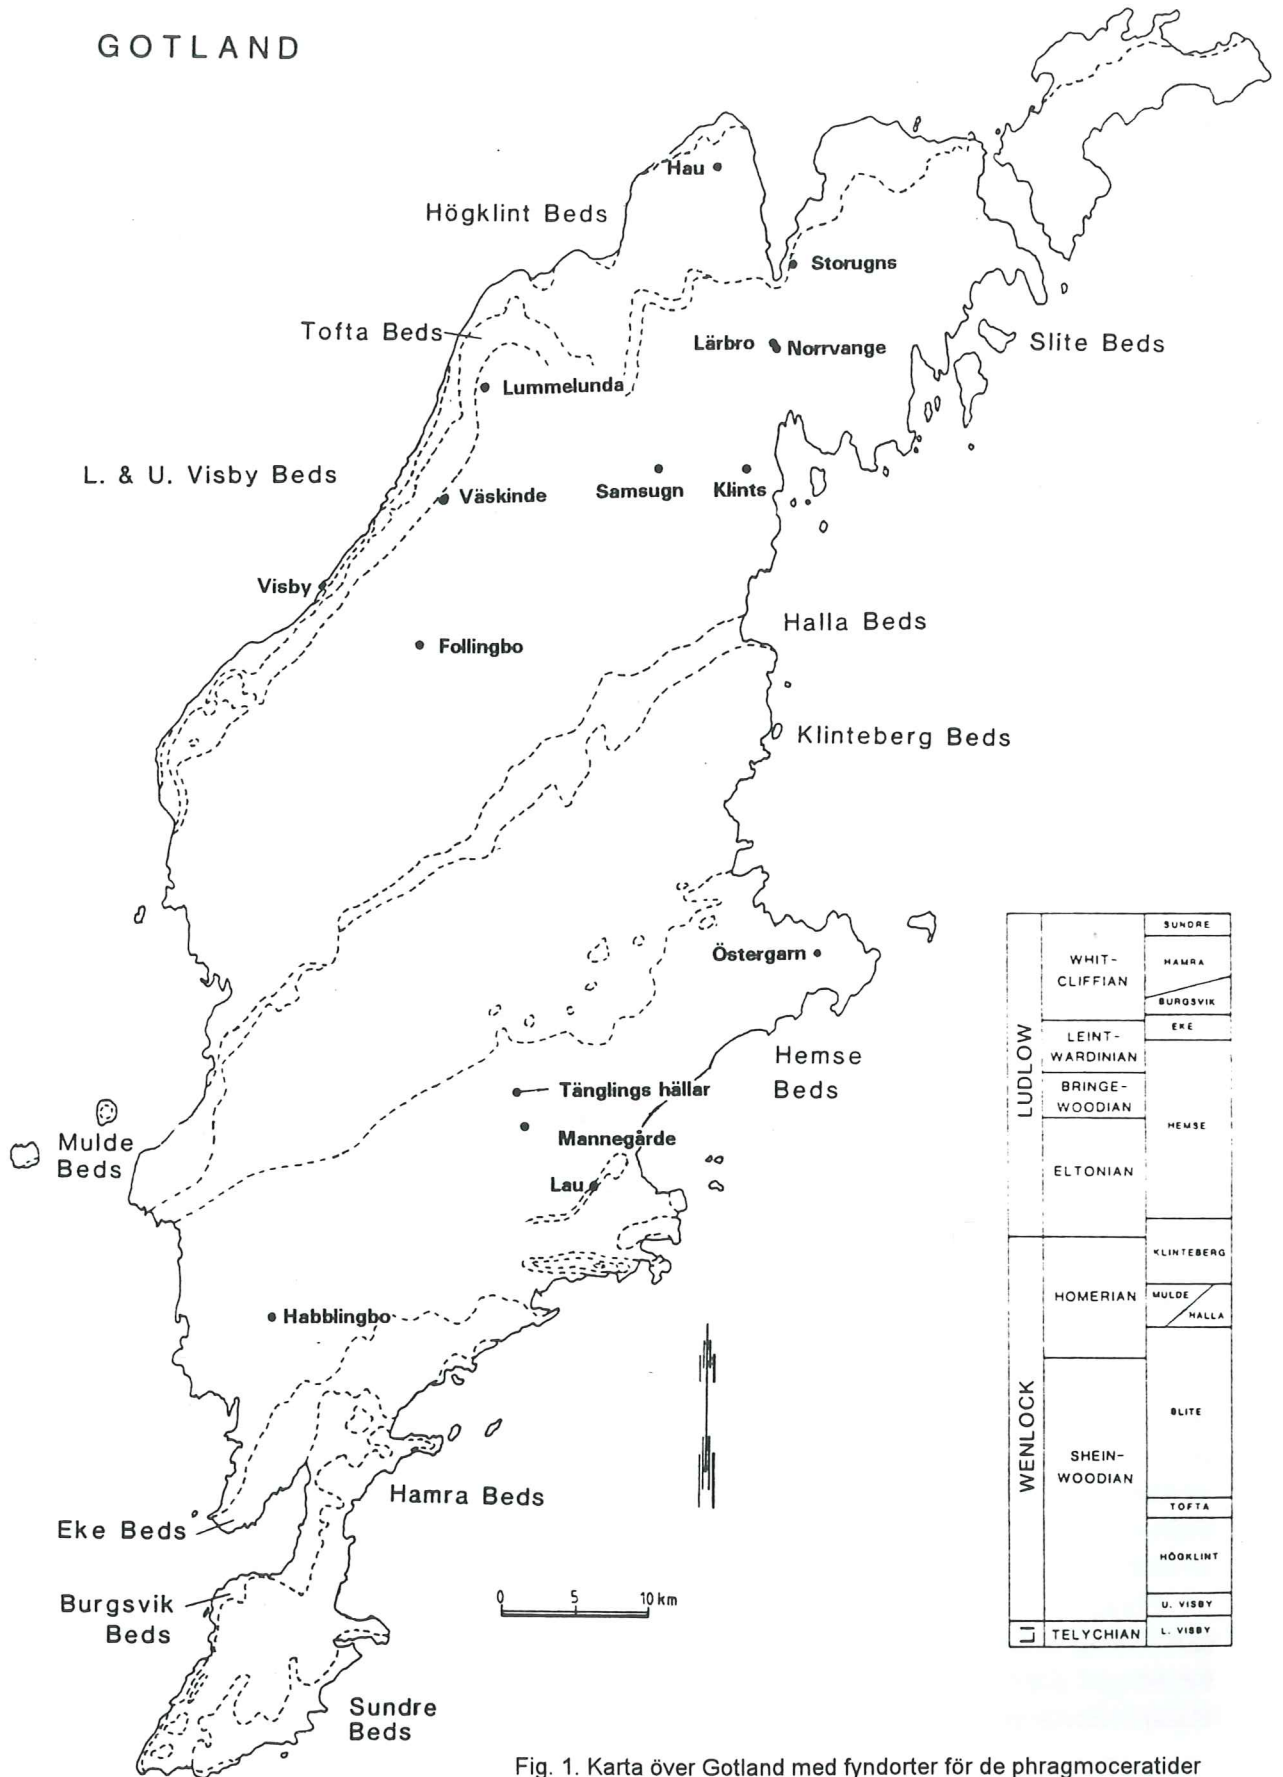 GOTLAND
Hau
Högklint Beds
Storugns
Tofta Beds
Lärbro
Norrvange
Slite Beds
Lummelunda
L. & U. Visby Beds
Väskinde
Samsugn
Klints
Visby
Follingbo
Halla Beds
Klinteberg Beds
Östergarn
Hemse
Beds
Tänglings hällar
Mannegårde
Mulde
Beds
Lau
Habblingbo
Hamra Beds
Eke Beds
Burgsvik
Beds
Sundre
Beds
0 5 10 km
LUDLOW
WENLOCK
LI
WHIT-
CLIFFIAN
LEINT-
WARDINIAN
BRINGE-
WOODIAN
ELTONIAN
HOMERIAN
SHEIN-
WOODIAN
TELYCHIAN
SUNDRE
HAMRA
BURGSVIK
EKE
HEMSE
KLINTEBERG
MULDE
HALLA
SLITE
TOFTA
HÖGKLINT
U. VISBY
L. VISBY
Fig. 1. Karta över Gotland med fyndorter för de phragmoceratider